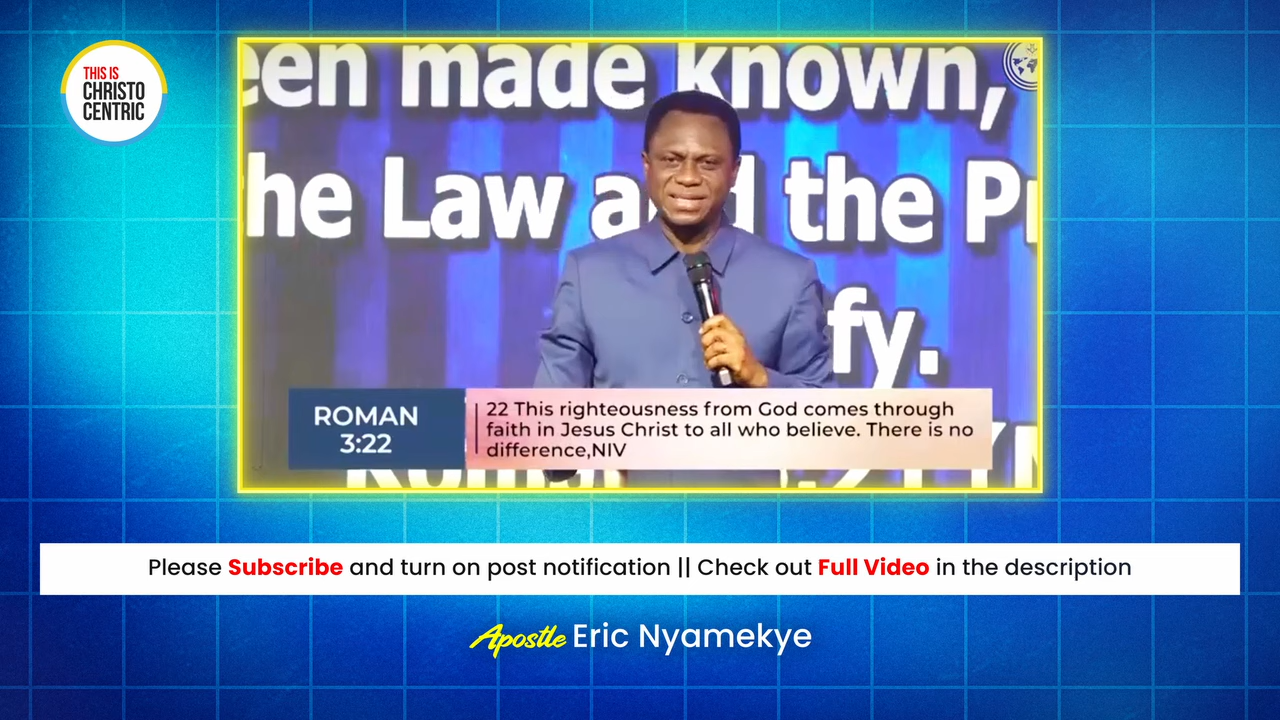 THIS IS
CHRISTO
CENTRIC
een made known,
he Law a d the P
fy.
ROMAN
3:22
22 This righteousness from God comes through
faith in Jesus Christ to all who believe. There is no
difference,NIV
Please Subscribe and turn on post notification || Check out Full Video in the description
Apostle Eric Nyamekye